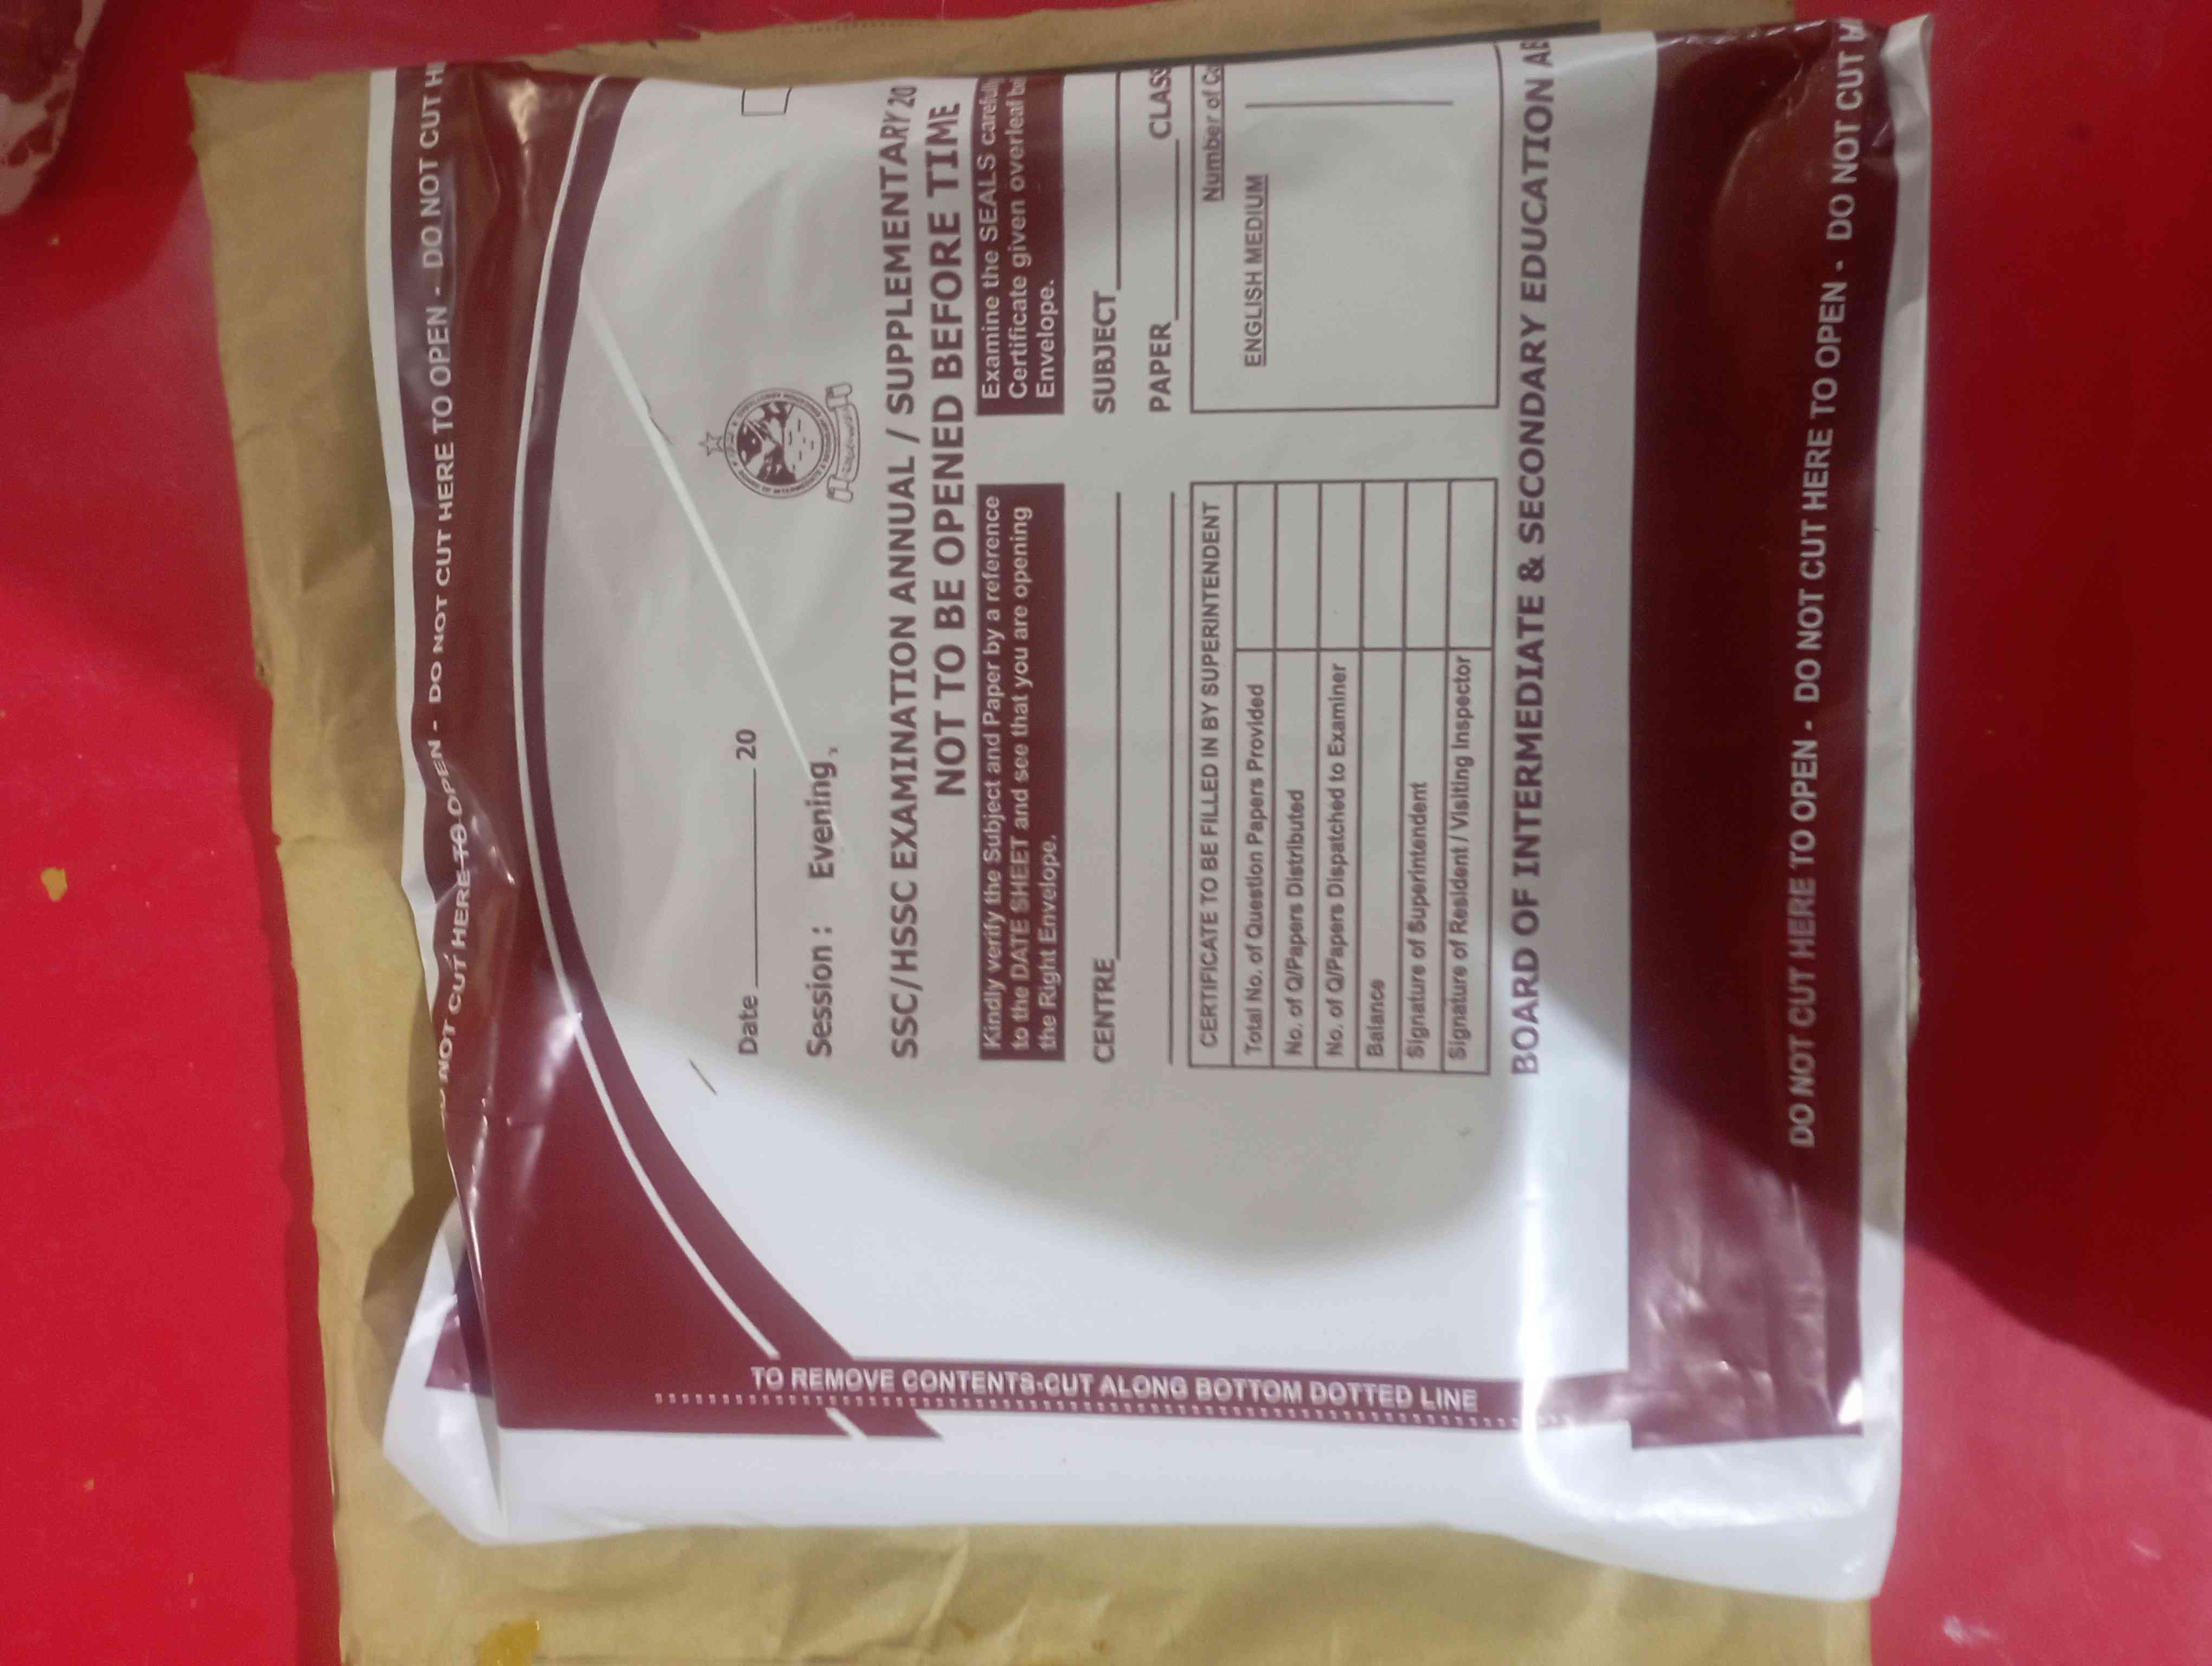 DO NOT CUT HERE TO OPEN - DO NOT CUT HERE TO OPEN - DO NOT CUT
Date 20
Session : Evening
SSC/HSSC EXAMINATION ANNUAL / SUPPLEMENTARY 20
NOT TO BE OPENED BEFORE TIME
Kindly verify the Subject and Paper by a reference
to the DATE SHEET and see that you are opening
the Right Envelope.
Examine the SEALS carefully
Certificate given overleaf
Envelope.
CENTRE
SUBJECT
PAPER CLASS
CERTIFICATE TO BE FILLED IN BY SUPERINTENDENT
Total No. of Question Papers Provided
No. of Q/Papers Distributed
No. of Q/Papers Dispatched to Examiner
Balance
Signature of Superintendent
Signature of Resident / Visiting Inspector
Number of
ENGLISH MEDIUM
BOARD OF INTERMEDIATE & SECONDARY EDUCATION
DO NOT CUT HERE TO OPEN - DO NOT CUT HERE TO OPEN - DO NOT CUT
TO REMOVE CONTENTS-CUT ALONG BOTTOM DOTTED LINE